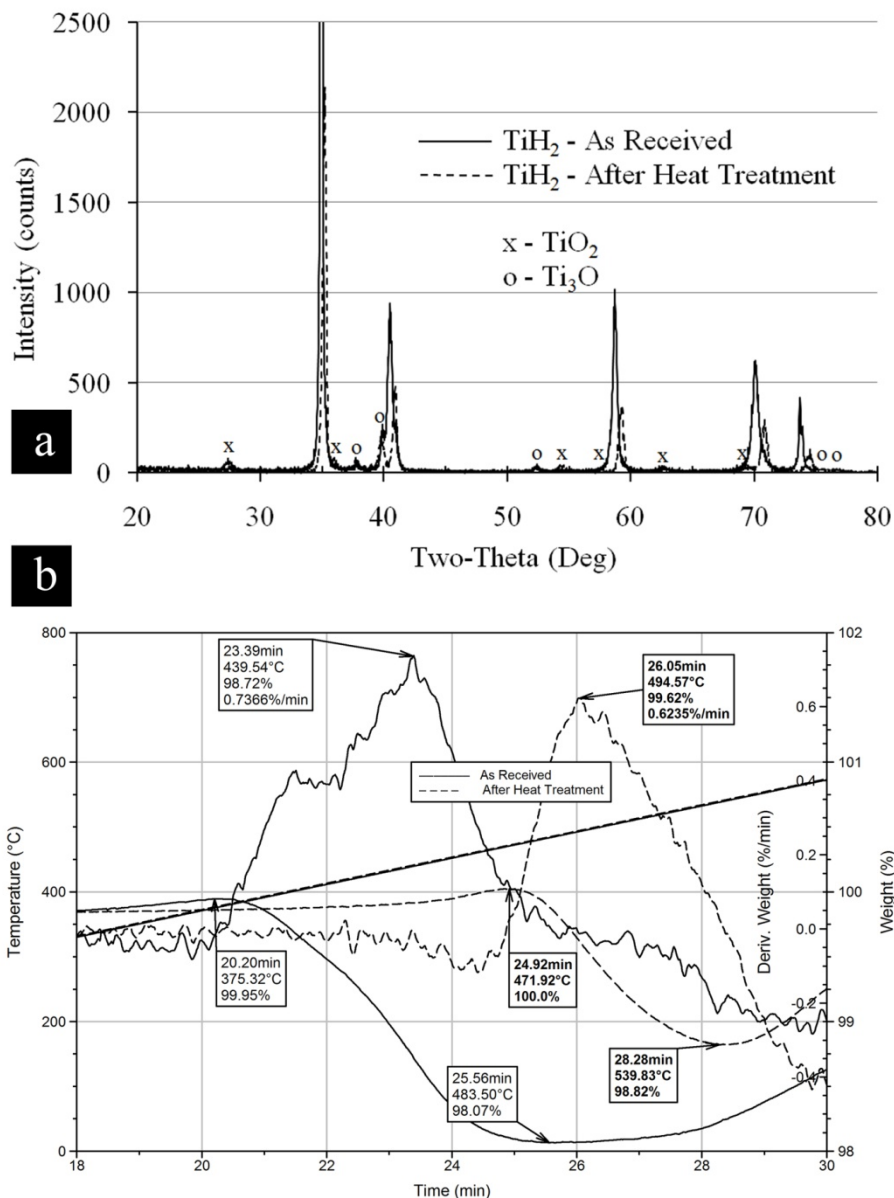 2500
2000
1500
1000
500
0
Intensity (counts)
TiH₂ - As Received
TiH₂ - After Heat Treatment
x - TiO₂
o - Ti₃O
x
x
o
o
o
x
x
x
x
o
o
20 30 40 50 60 70 80
Two-Theta (Deg)
a
b
800
600
400
200
0
Temperature (°C)
23.39min
439.54°C
98.72%
0.7366%/min
26.05min
494.57°C
99.62%
0.6235%/min
As Received
After Heat Treatment
20.20min
375.32°C
99.95%
24.92min
471.92°C
100.0%
25.56min
483.50°C
98.07%
28.28min
539.83°C
98.82%
0.6
0.4
0.2
0.0
-0.2
-0.4
Deriv. Weight (%/min)
102
101
100
99
98
Weight (%)
18 20 22 24 26 28 30
Time (min)